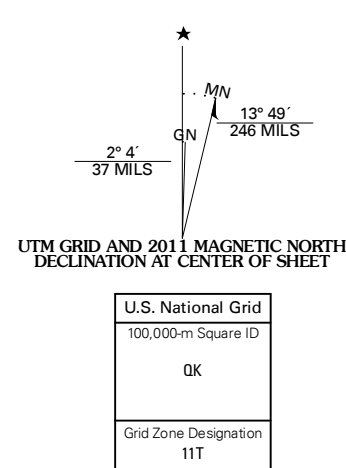 ★
MN
13° 49´
246 MILS
GN
2° 4´
37 MILS
UTM GRID AND 2011 MAGNETIC NORTH
DECLINATION AT CENTER OF SHEET
U.S. National Grid
100,000-m Square ID
QK
Grid Zone Designation
11T